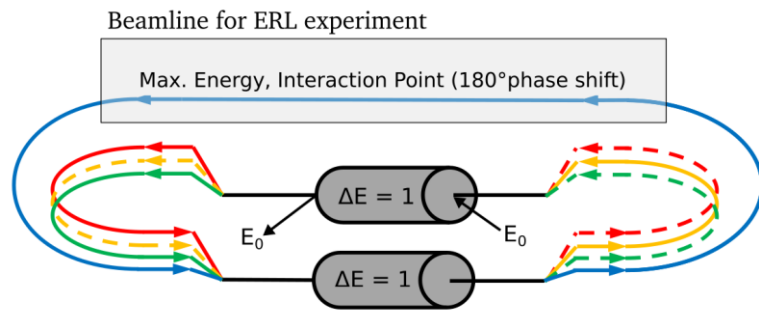 Beamline for ERL experiment
Max. Energy, Interaction Point (180°phase shift)
ΔE = 1
E₀
E₀
ΔE = 1